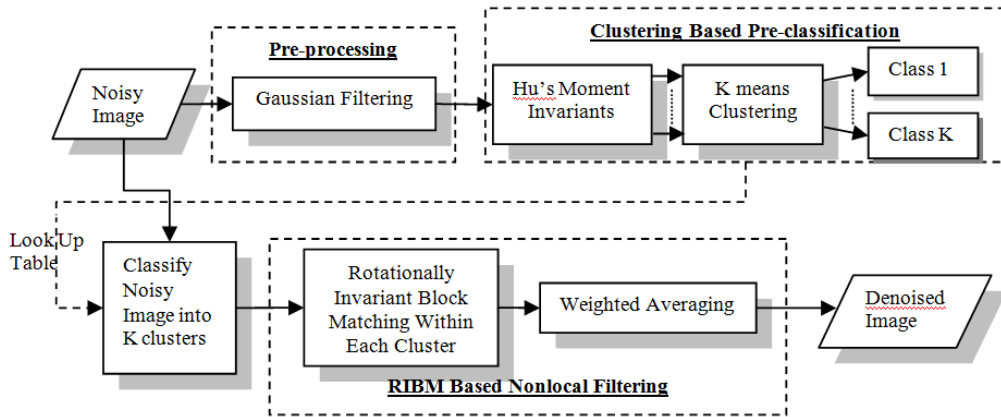 Pre-processing
Clustering Based Pre-classification
Noisy
Image
Gaussian Filtering
Hu's Moment
Invariants
K means
Clustering
Class 1
Class K
Look Up
Table
Classify
Noisy
Image into
K clusters
Rotationally
Invariant Block
Matching Within
Each Cluster
Weighted Averaging
Denoised
Image
RIBM Based Nonlocal Filtering